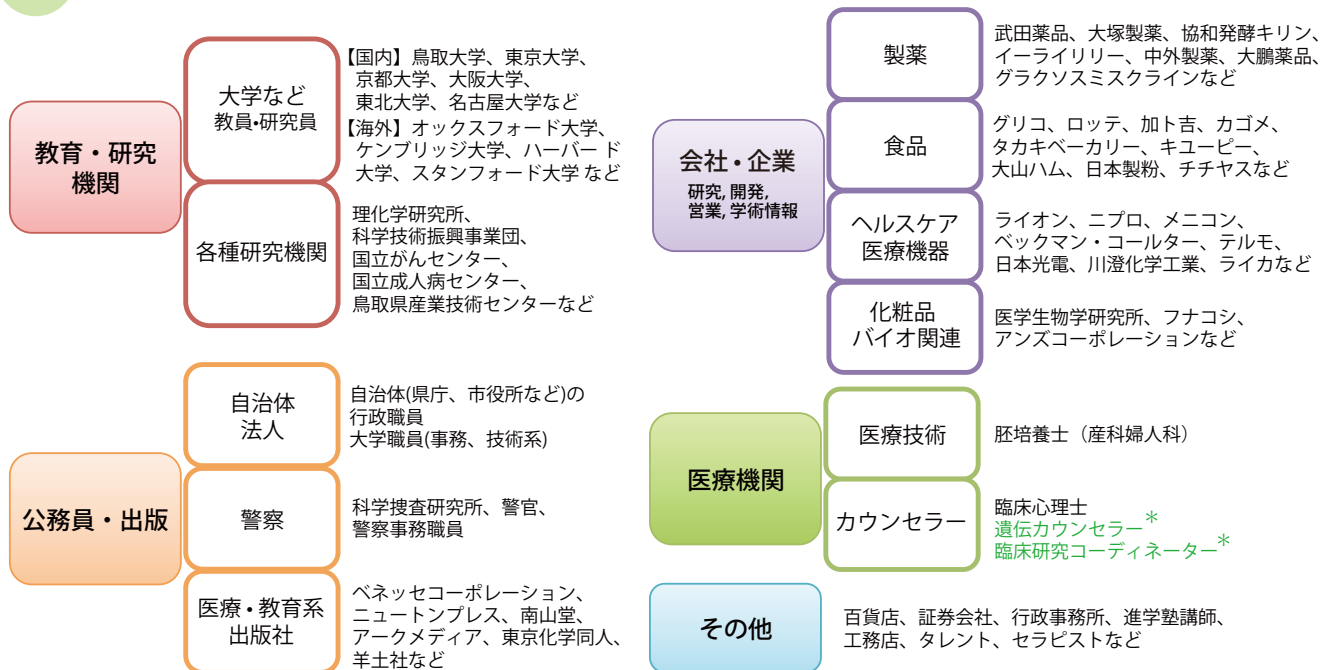 教育・研究
機関
大学など
教員・研究員
【国内】鳥取大学、東京大学、
京都大学、大阪大学、
東北大学、名古屋大学など
【海外】オックスフォード大学、
ケンブリッジ大学、ハーバード
大学、スタンフォード大学 など
各種研究機関
理化学研究所、
科学技術振興事業団、
国立がんセンター、
国立成人病センター、
鳥取県産業技術センターなど
公務員・出版
自治体
法人
自治体(県庁、市役所など)の
行政職員
大学職員(事務、技術系)
警察
科学捜査研究所、警官、
警察事務職員
医療・教育系
出版社
ベネッセコーポレーション、
ニュートンプレス、南山堂、
アークメディア、東京化学同人、
羊土社など
会社・企業
研究, 開発,
営業, 学術情報
製薬
武田薬品、大塚製薬、協和発酵キリン、
イーライリリー、中外製薬、大鵬薬品、
グラクソスミスクラインなど
食品
グリコ、ロッテ、加ト吉、カゴメ、
タカキベーカリー、キユーピー、
大山ハム、日本製粉、チチヤスなど
ヘルスケア
医療機器
ライオン、ニプロ、メニコン、
ベックマン・コールター、テルモ、
日本光電、川澄化学工業、ライカなど
化粧品
バイオ関連
医学生物学研究所、フナコシ、
アンズコーポレーションなど
医療機関
医療技術
胚培養士（産科婦人科）
カウンセラー
臨床心理士
遺伝カウンセラー＊
臨床研究コーディネーター＊
その他
百貨店、証券会社、行政事務所、進学塾講師、
工務店、タレント、セラピストなど